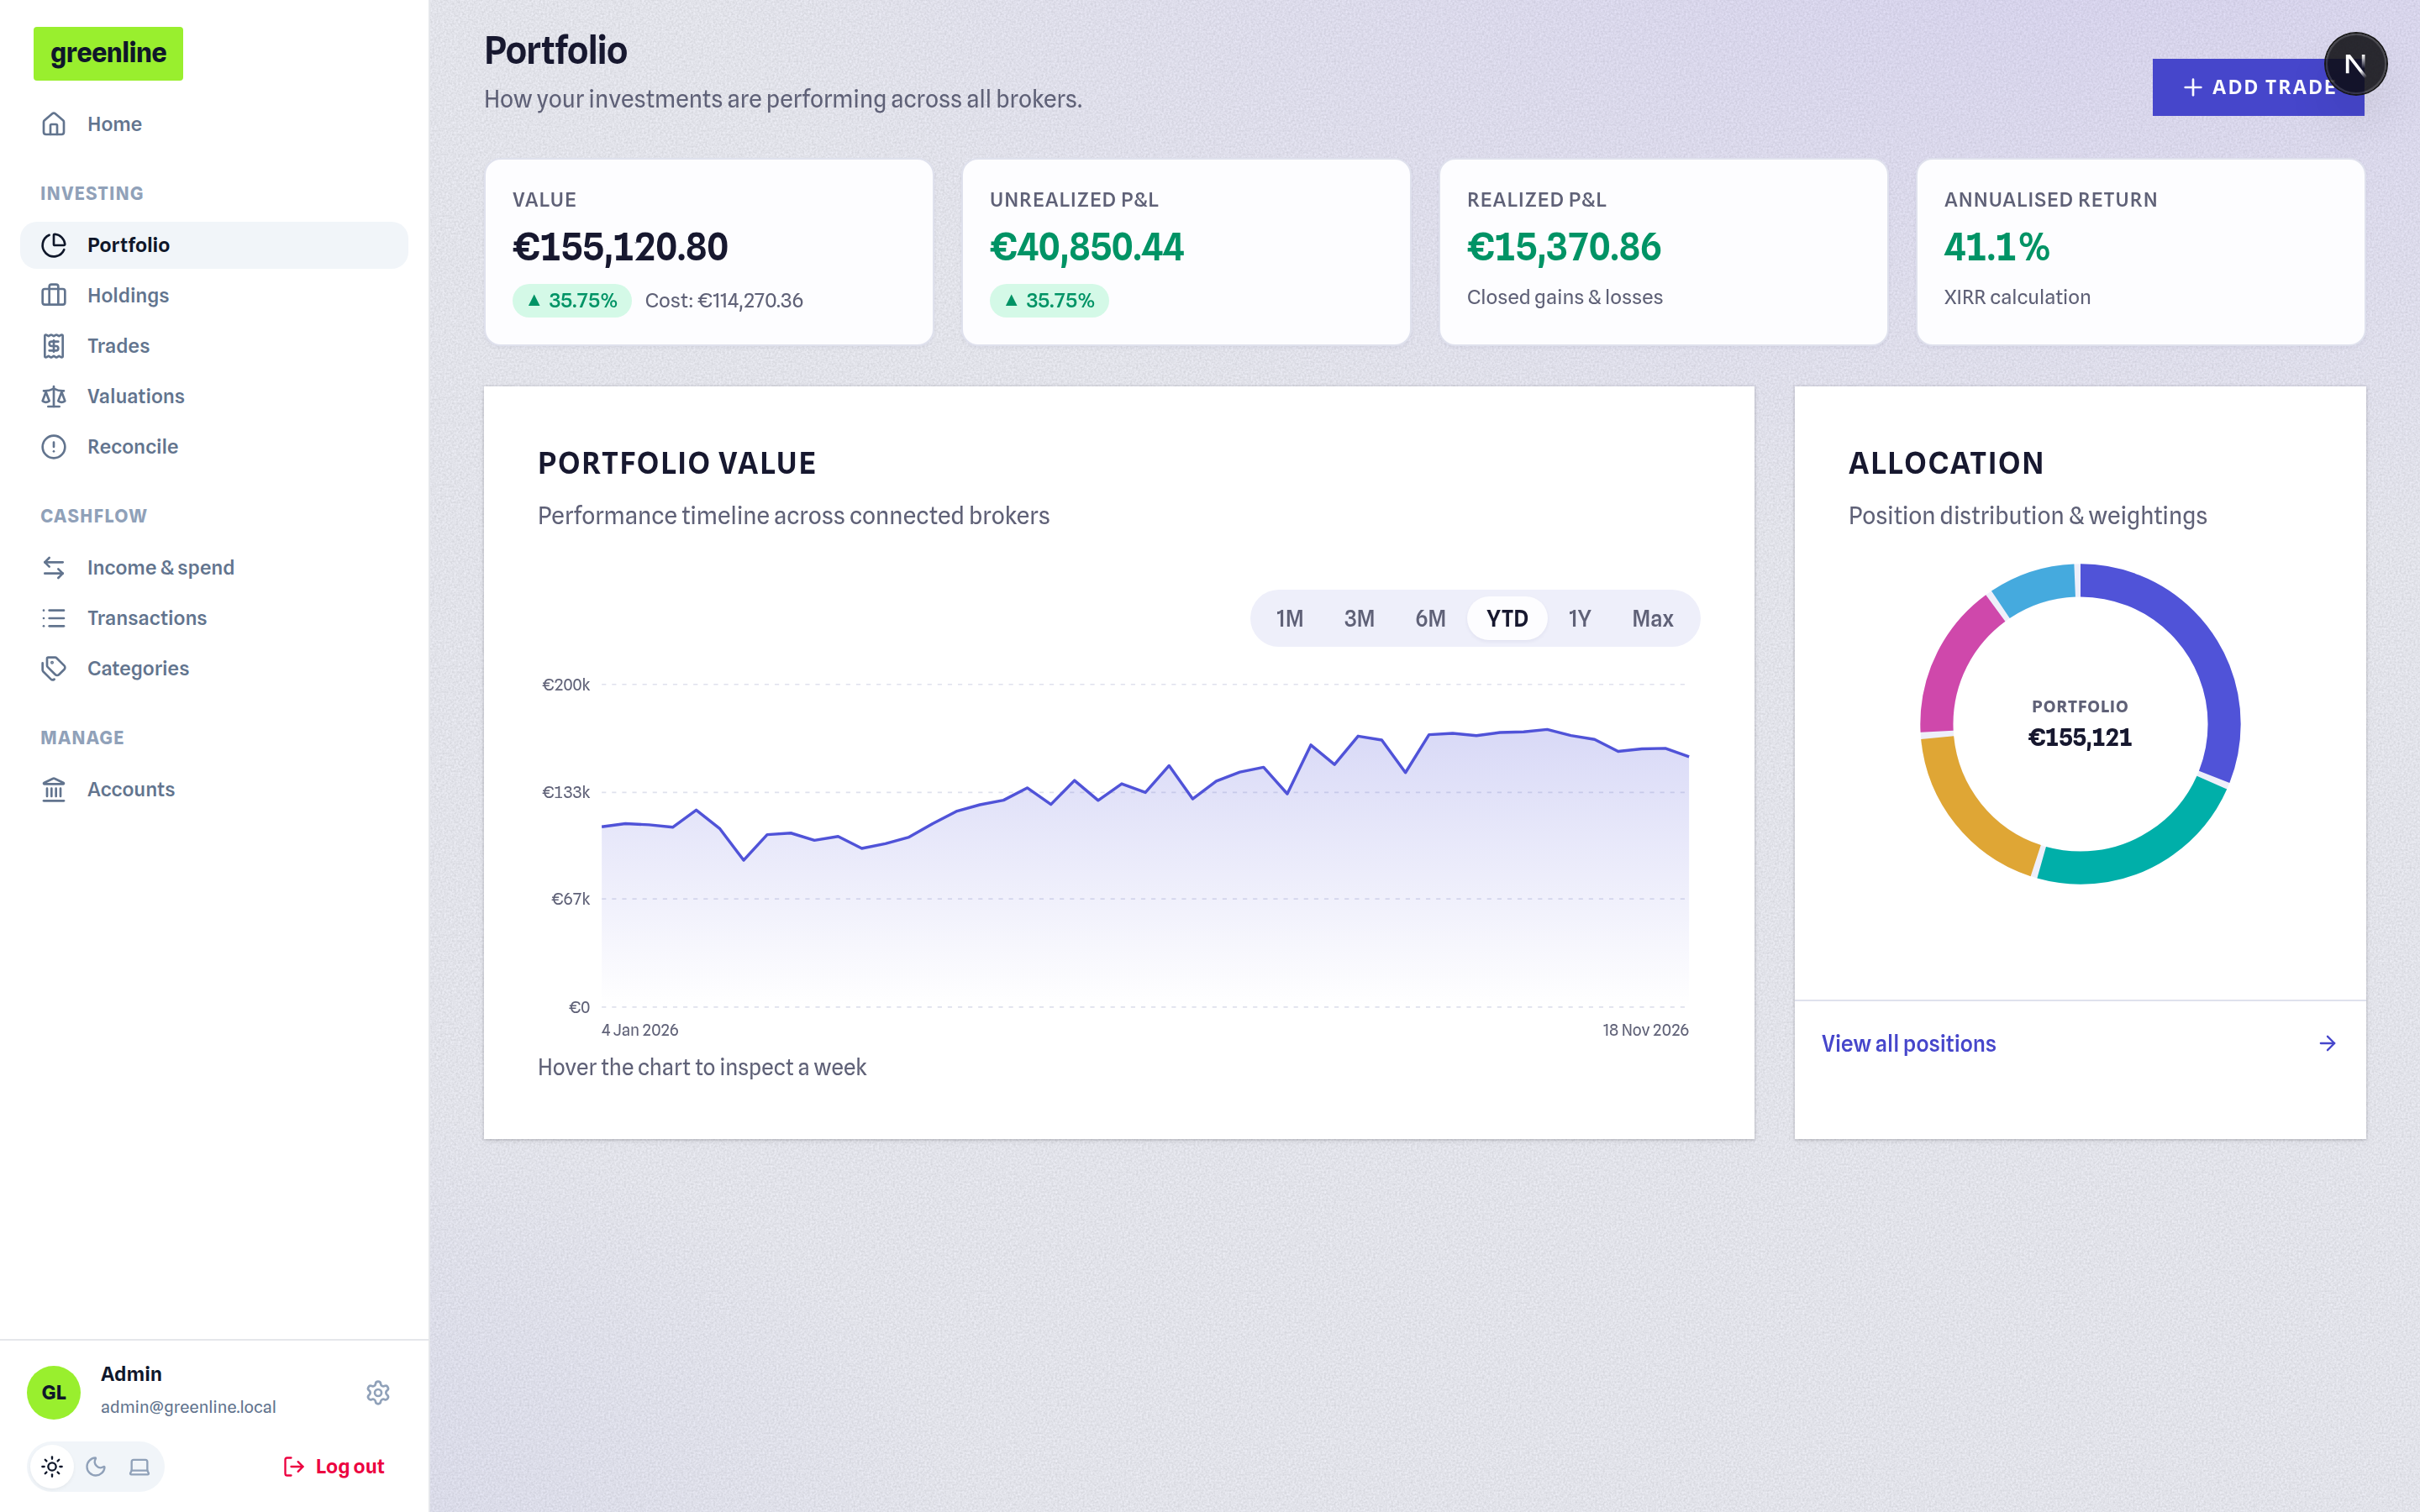 greenline
Home
INVESTING
Portfolio
Holdings
Trades
Valuations
Reconcile
CASHFLOW
Income & spend
Transactions
Categories
MANAGE
Accounts
GL
Admin
admin@greenline.local
Log out
Portfolio
How your investments are performing across all brokers.
+ ADD TRADE
N
VALUE
€155,120.80
▲ 35.75% Cost: €114,270.36
UNREALIZED P&L
€40,850.44
▲ 35.75%
REALIZED P&L
€15,370.86
Closed gains & losses
ANNUALISED RETURN
41.1%
XIRR calculation
PORTFOLIO VALUE
Performance timeline across connected brokers
1M 3M 6M YTD 1Y Max
€200k
€133k
€67k
€0
4 Jan 2026 18 Nov 2026
Hover the chart to inspect a week
ALLOCATION
Position distribution & weightings
PORTFOLIO
€155,121
View all positions →